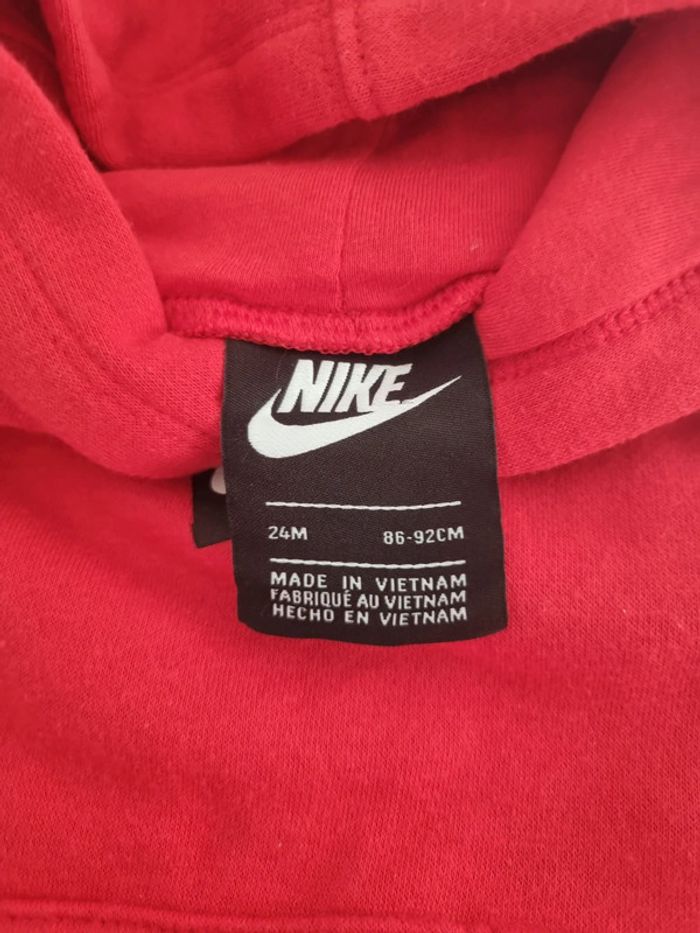 NIKE
24M 86-92CM
MADE IN VIETNAM
FABRIQUÉ AU VIETNAM
HECHO EN VIETNAM